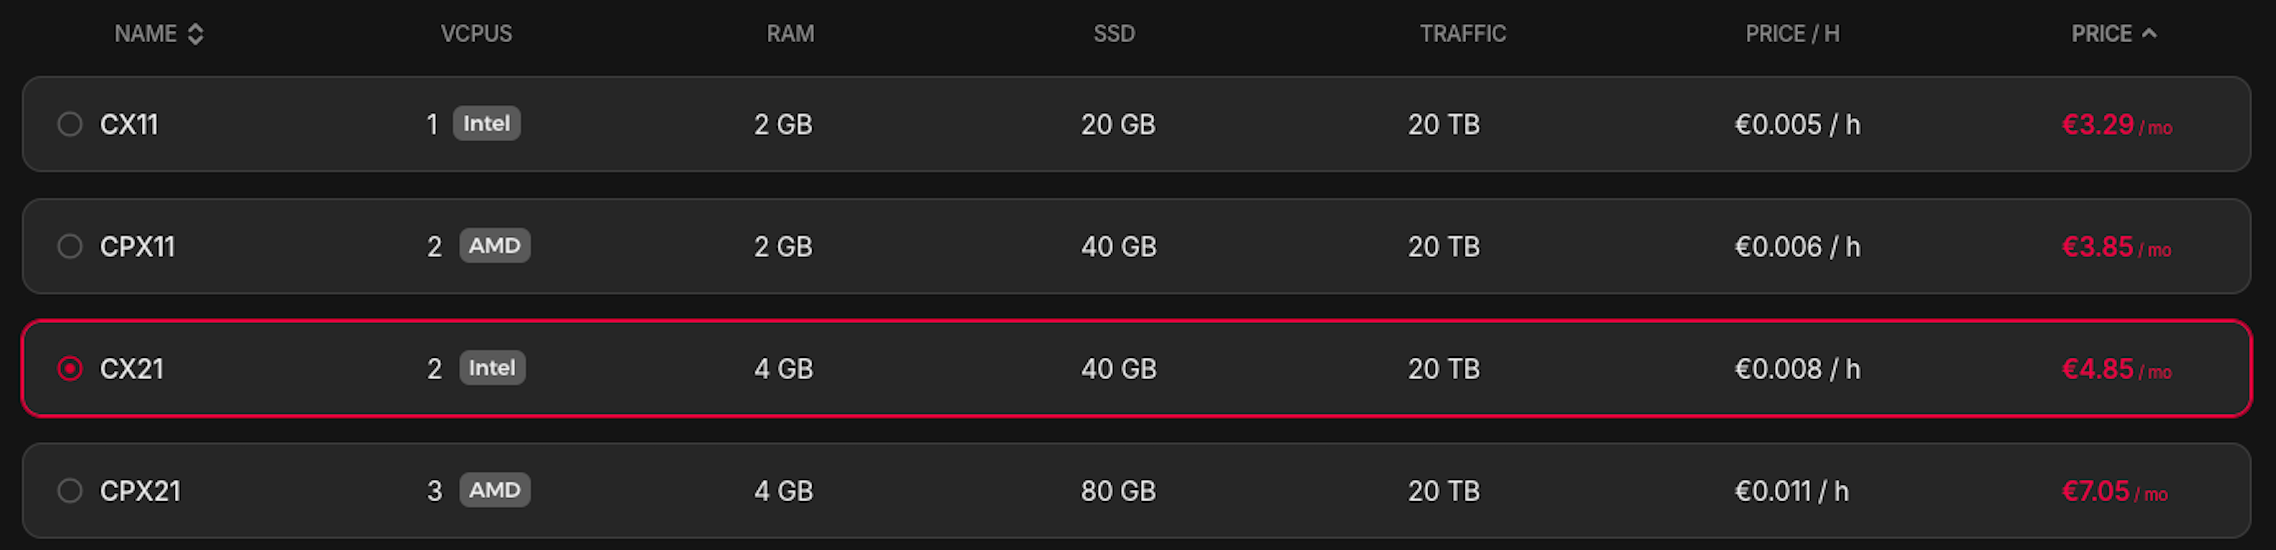 NAME VCPUS RAM SSD TRAFFIC PRICE / H PRICE
CX11 1 Intel 2 GB 20 GB 20 TB €0.005 / h €3.29 / mo
CPX11 2 AMD 2 GB 40 GB 20 TB €0.006 / h €3.85 / mo
CX21 2 Intel 4 GB 40 GB 20 TB €0.008 / h €4.85 / mo
CPX21 3 AMD 4 GB 80 GB 20 TB €0.011 / h €7.05 / mo